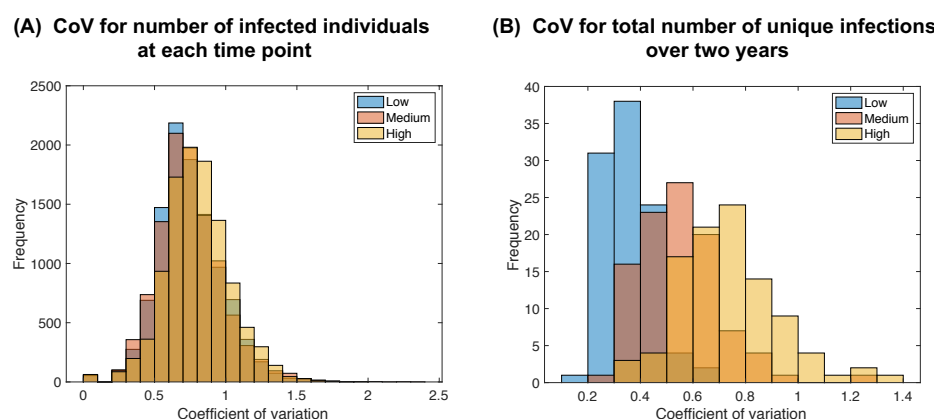 (A) CoV for number of infected individuals
at each time point
2500
2000
1500
1000
500
0
Frequency
0
0.5
1
1.5
2
2.5
Coefficient of variation
Low
Medium
High
(B) CoV for total number of unique infections
over two years
40
35
30
25
20
15
10
5
0
Frequency
0.2
0.4
0.6
0.8
1
1.2
1.4
Coefficient of variation
Low
Medium
High